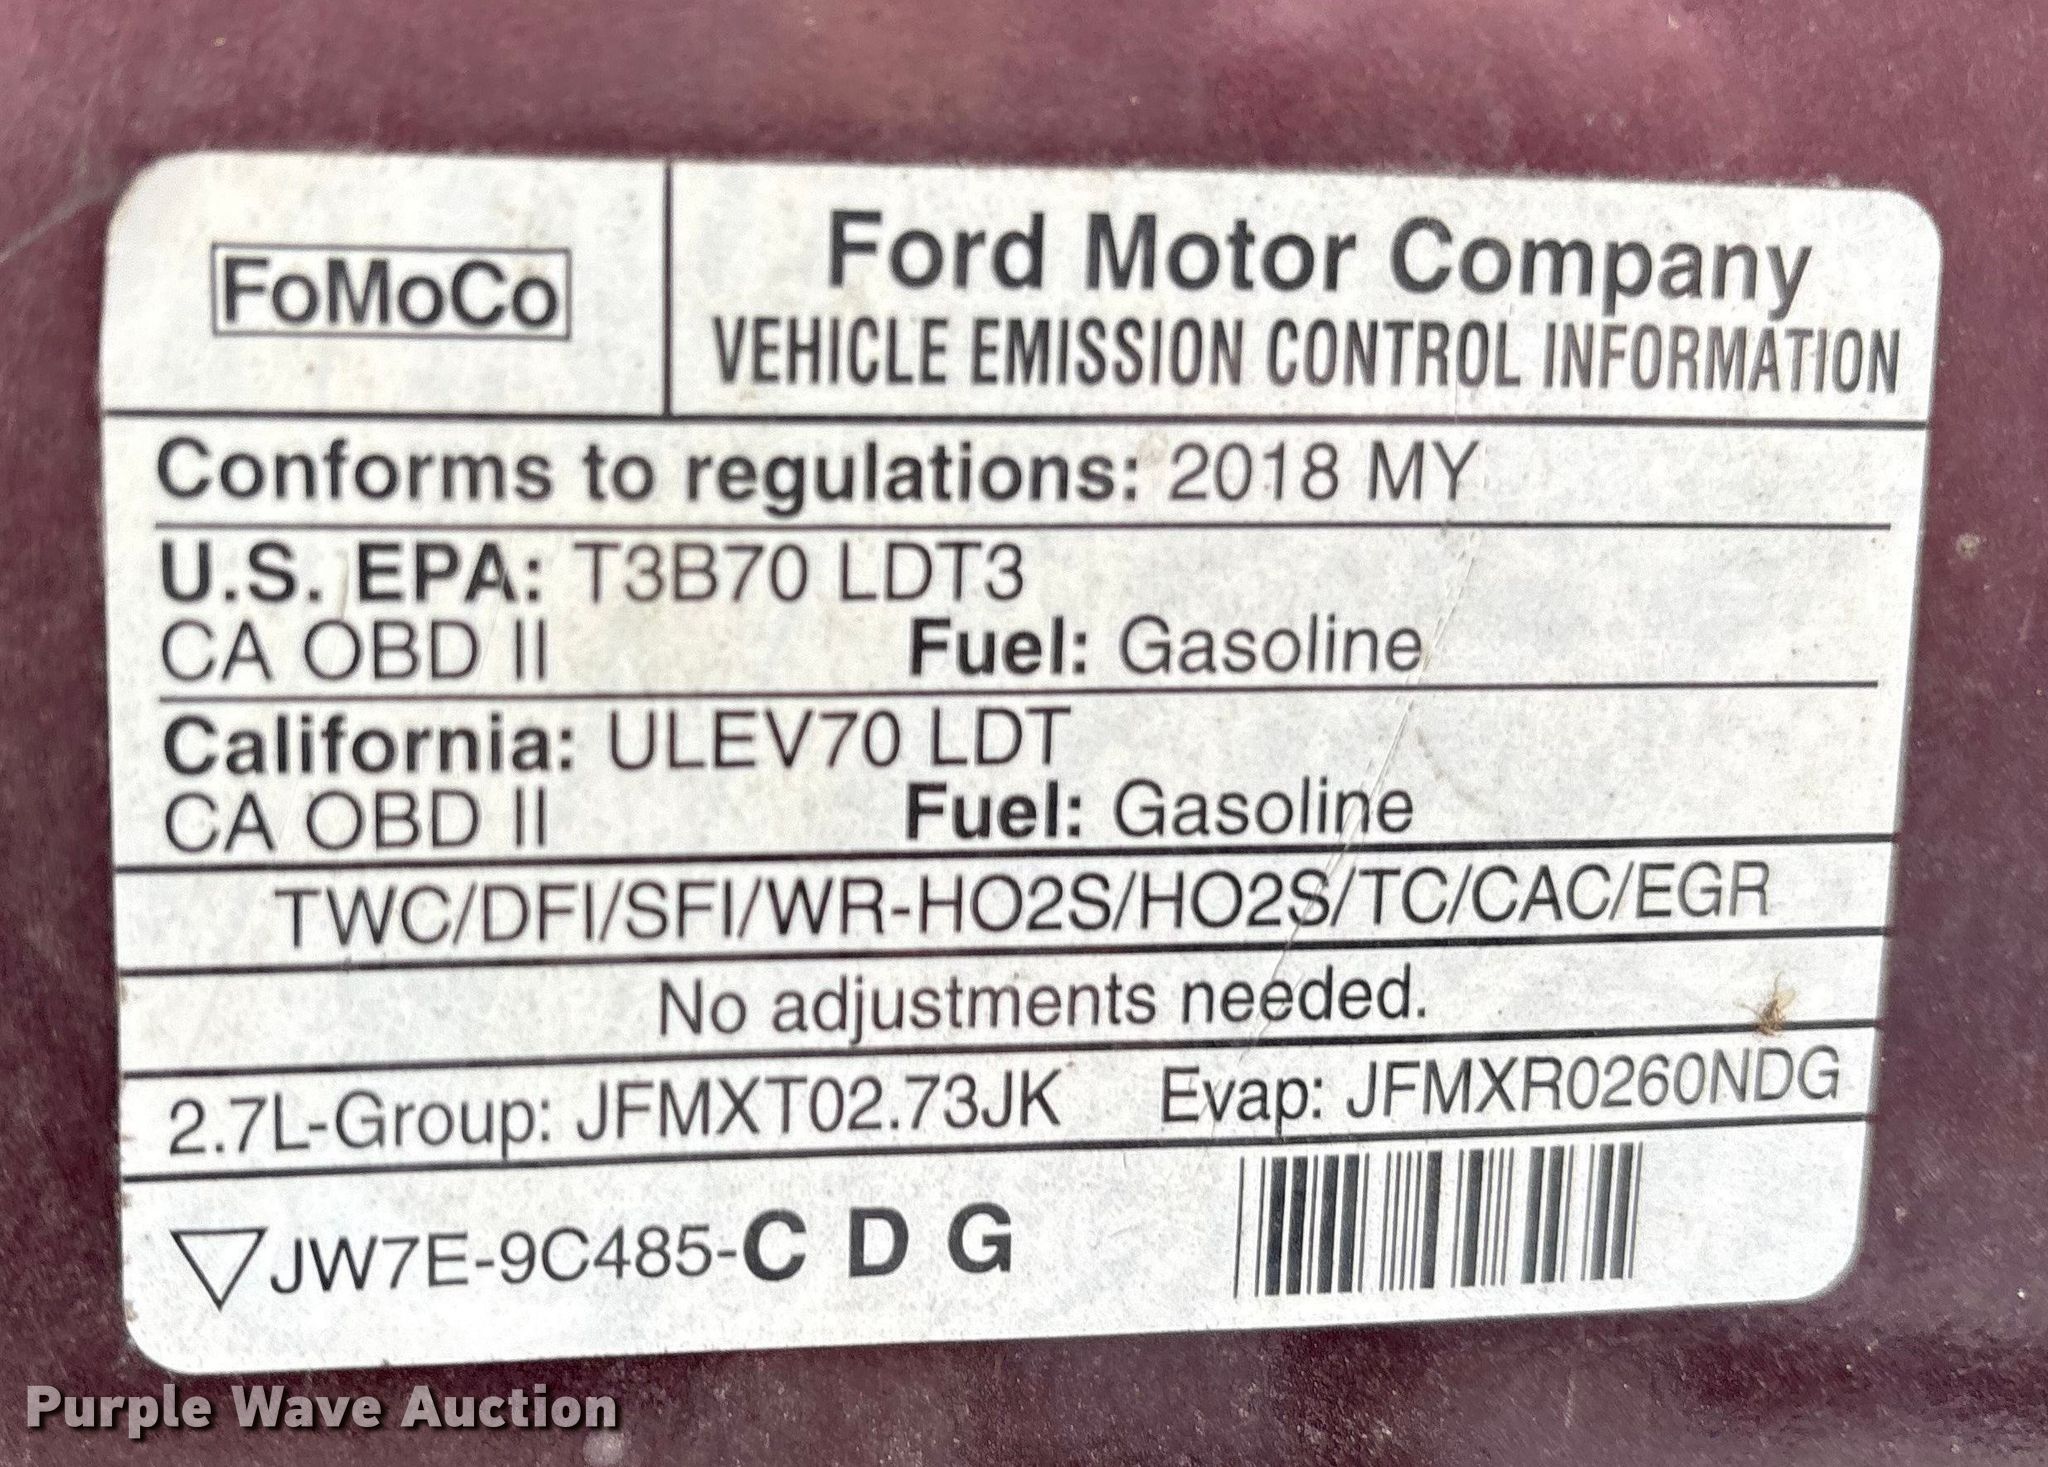 FoMoCo
Ford Motor Company
VEHICLE EMISSION CONTROL INFORMATION
Conforms to regulations: 2018 MY
U.S. EPA: T3B70 LDT3
CA OBD II Fuel: Gasoline
California: ULEV70 LDT
CA OBD II Fuel: Gasoline
TWC/DFI/SFI/WR-HO2S/HO2S/TC/CAC/EGR
No adjustments needed.
2.7L-Group: JFMXT02.73JK Evap: JFMXR0260NDG
JW7E-9C485-C D G
Purple Wave Auction